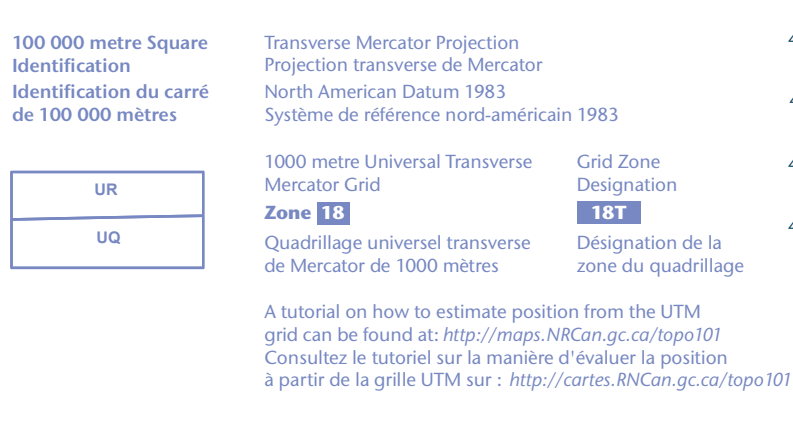 100 000 metre Square
Identification
Identification du carré
de 100 000 mètres
UR
UQ
Transverse Mercator Projection
Projection transverse de Mercator
North American Datum 1983
Système de référence nord-américain 1983
1000 metre Universal Transverse
Mercator Grid
Zone 18
Quadrillage universel transverse
de Mercator de 1000 mètres
Grid Zone
Designation
18T
Désignation de la
zone du quadrillage
A tutorial on how to estimate position from the UTM
grid can be found at: http://maps.NRCan.gc.ca/topo101
Consultez le tutoriel sur la manière d'évaluer la position
à partir de la grille UTM sur : http://cartes.RNCan.gc.ca/topo101